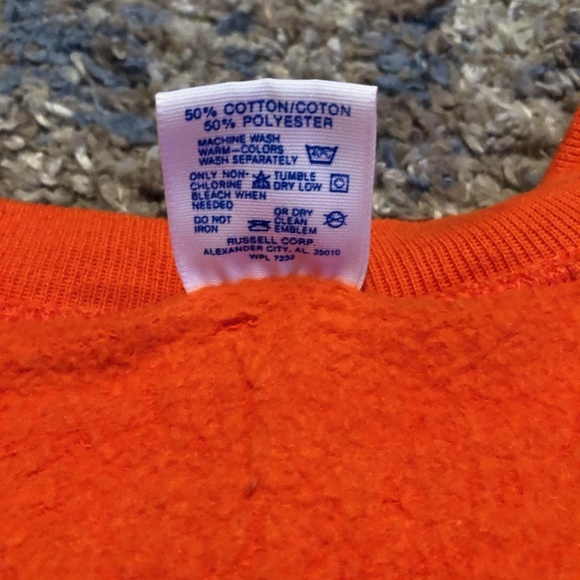 50% COTTON/COTON
50% POLYESTER
MACHINE WASH
WARM-COLORS
WASH SEPARATELY
ONLY NON-
CHLORINE
BLEACH WHEN
NEEDED
TUMBLE
DRY LOW
DO NOT
IRON
OR DRY
CLEAN
EMBLEM
RUSSELL CORP.
ALEXANDER CITY, AL. 35010
WPL 7232